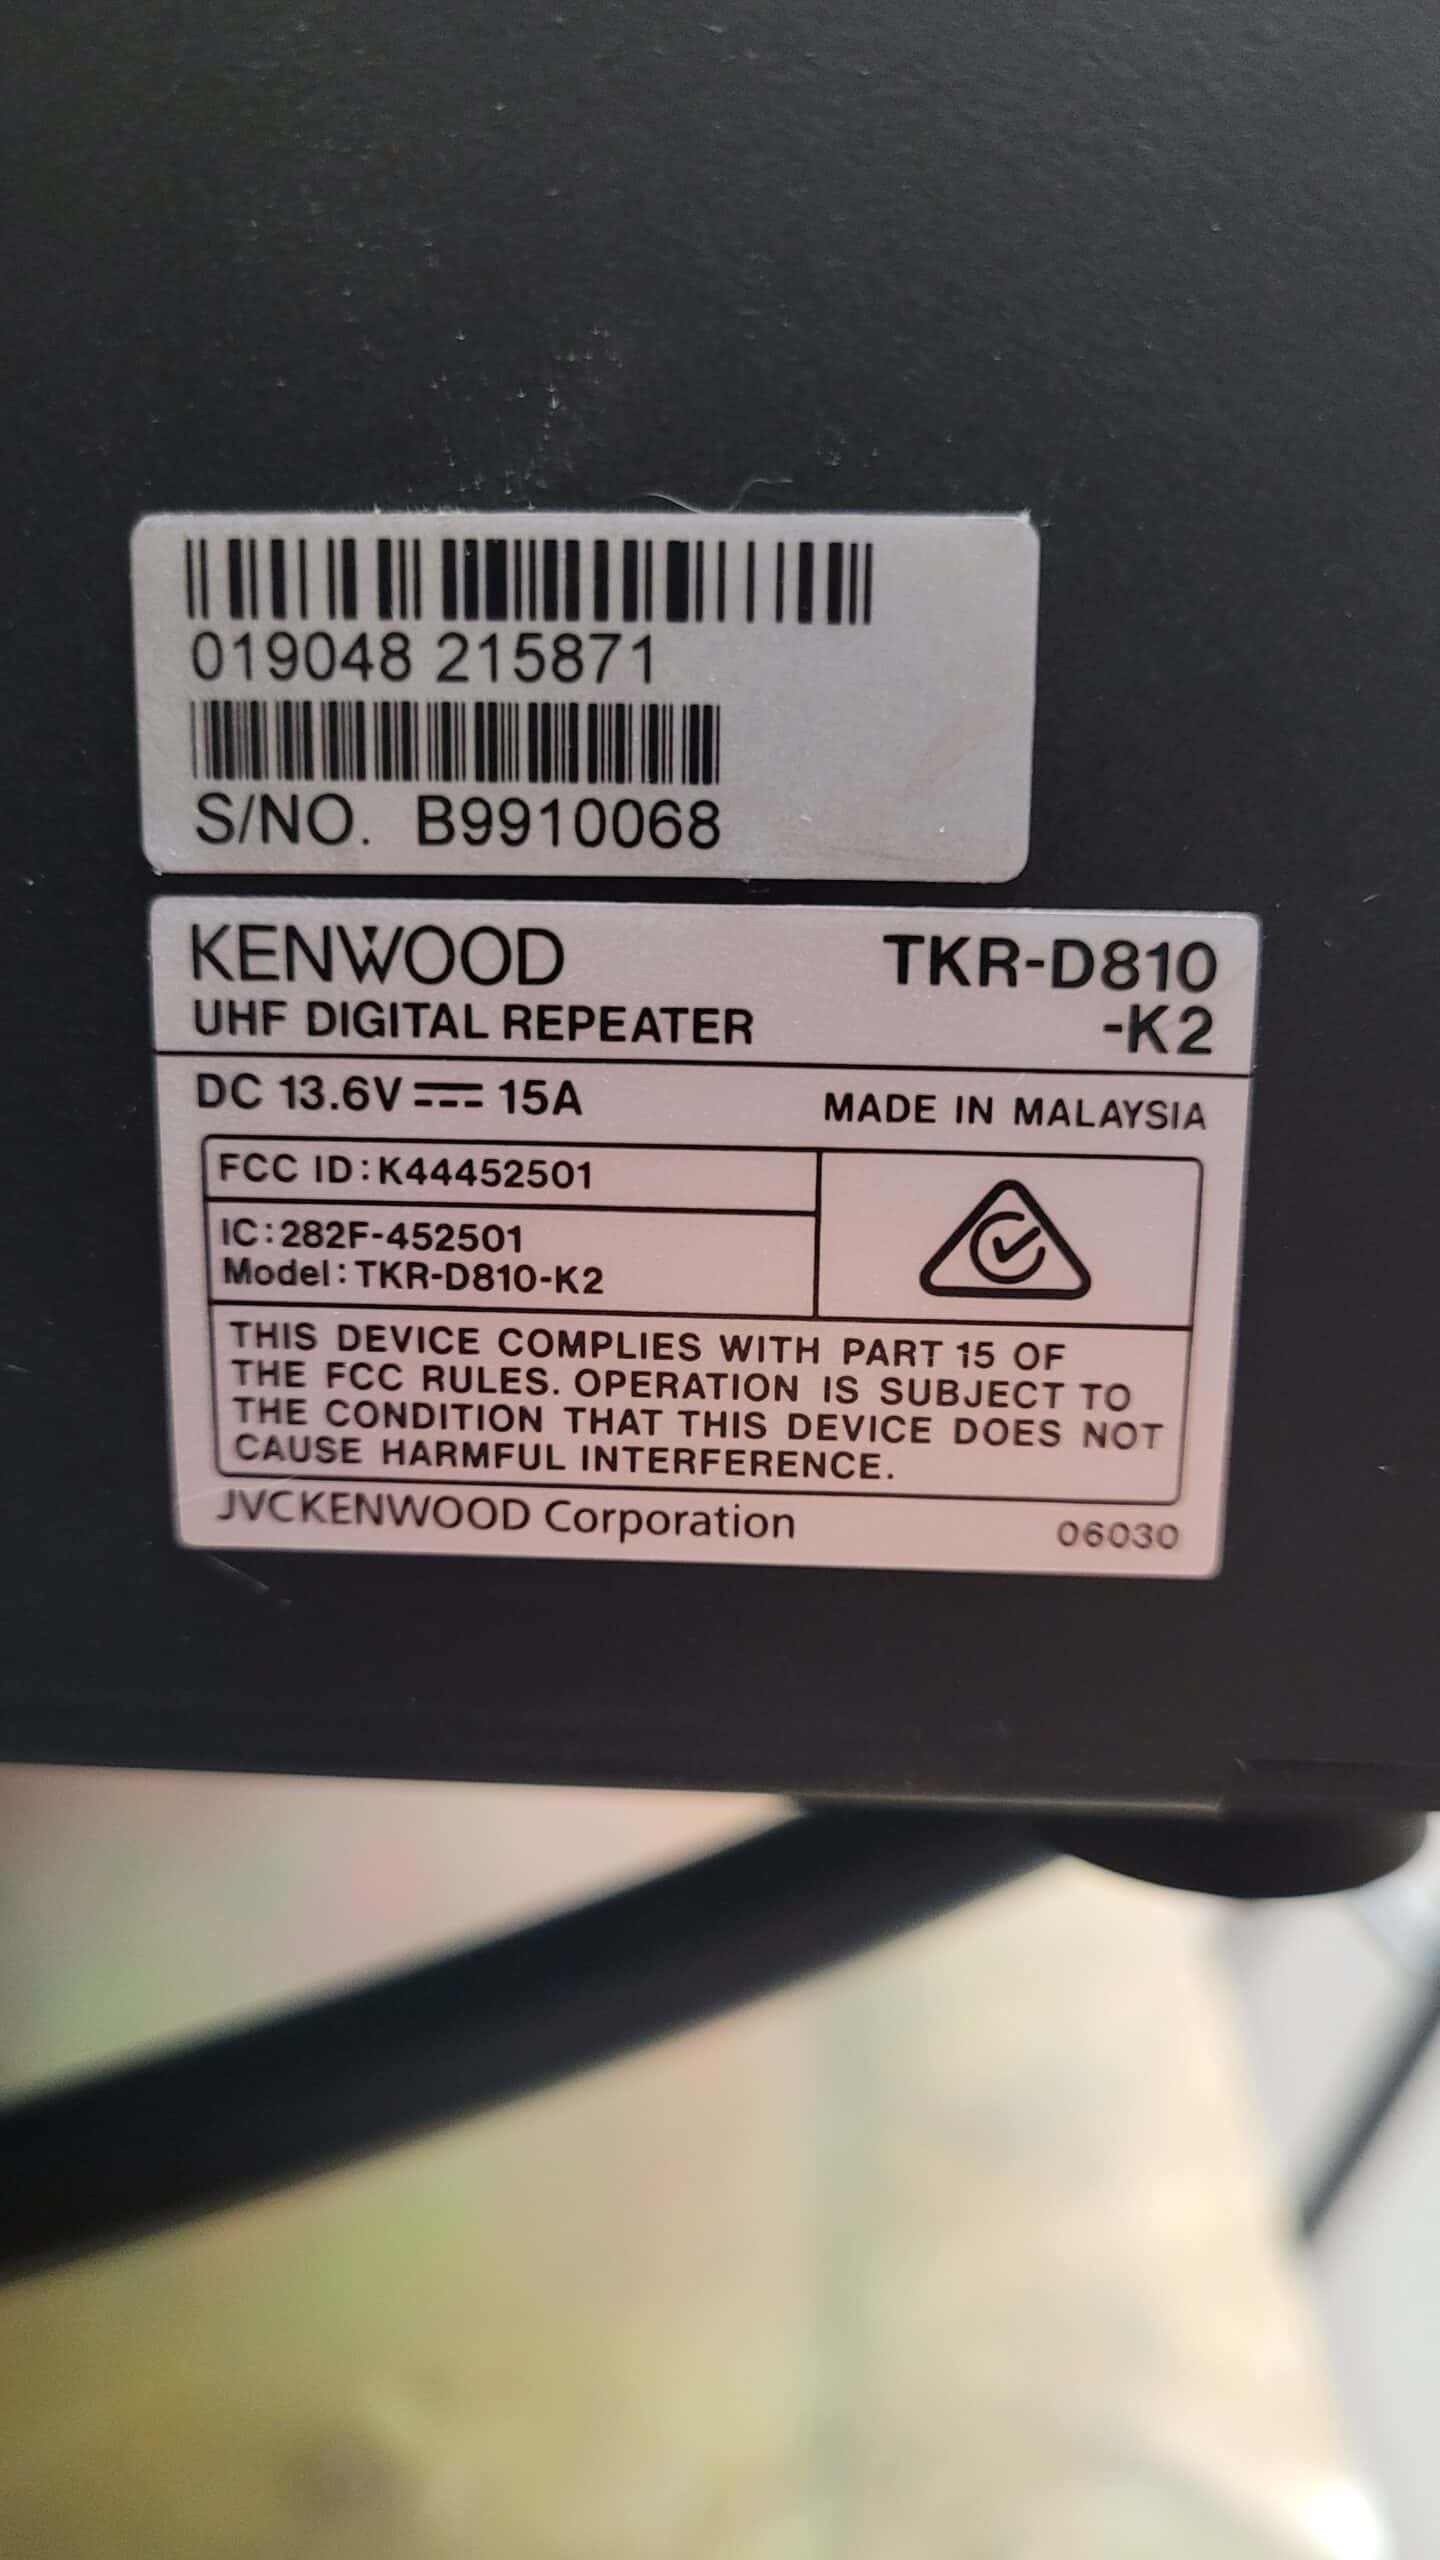 019048 215871
S/NO. B9910068
KENWOOD
TKR-D810
UHF DIGITAL REPEATER
-K2
DC 13.6V ⎓ 15A
MADE IN MALAYSIA
FCC ID:K44452501
IC:282F-452501
Model:TKR-D810-K2
THIS DEVICE COMPLIES WITH PART 15 OF
THE FCC RULES. OPERATION IS SUBJECT TO
THE CONDITION THAT THIS DEVICE DOES NOT
CAUSE HARMFUL INTERFERENCE.
JVCKENWOOD Corporation
06030